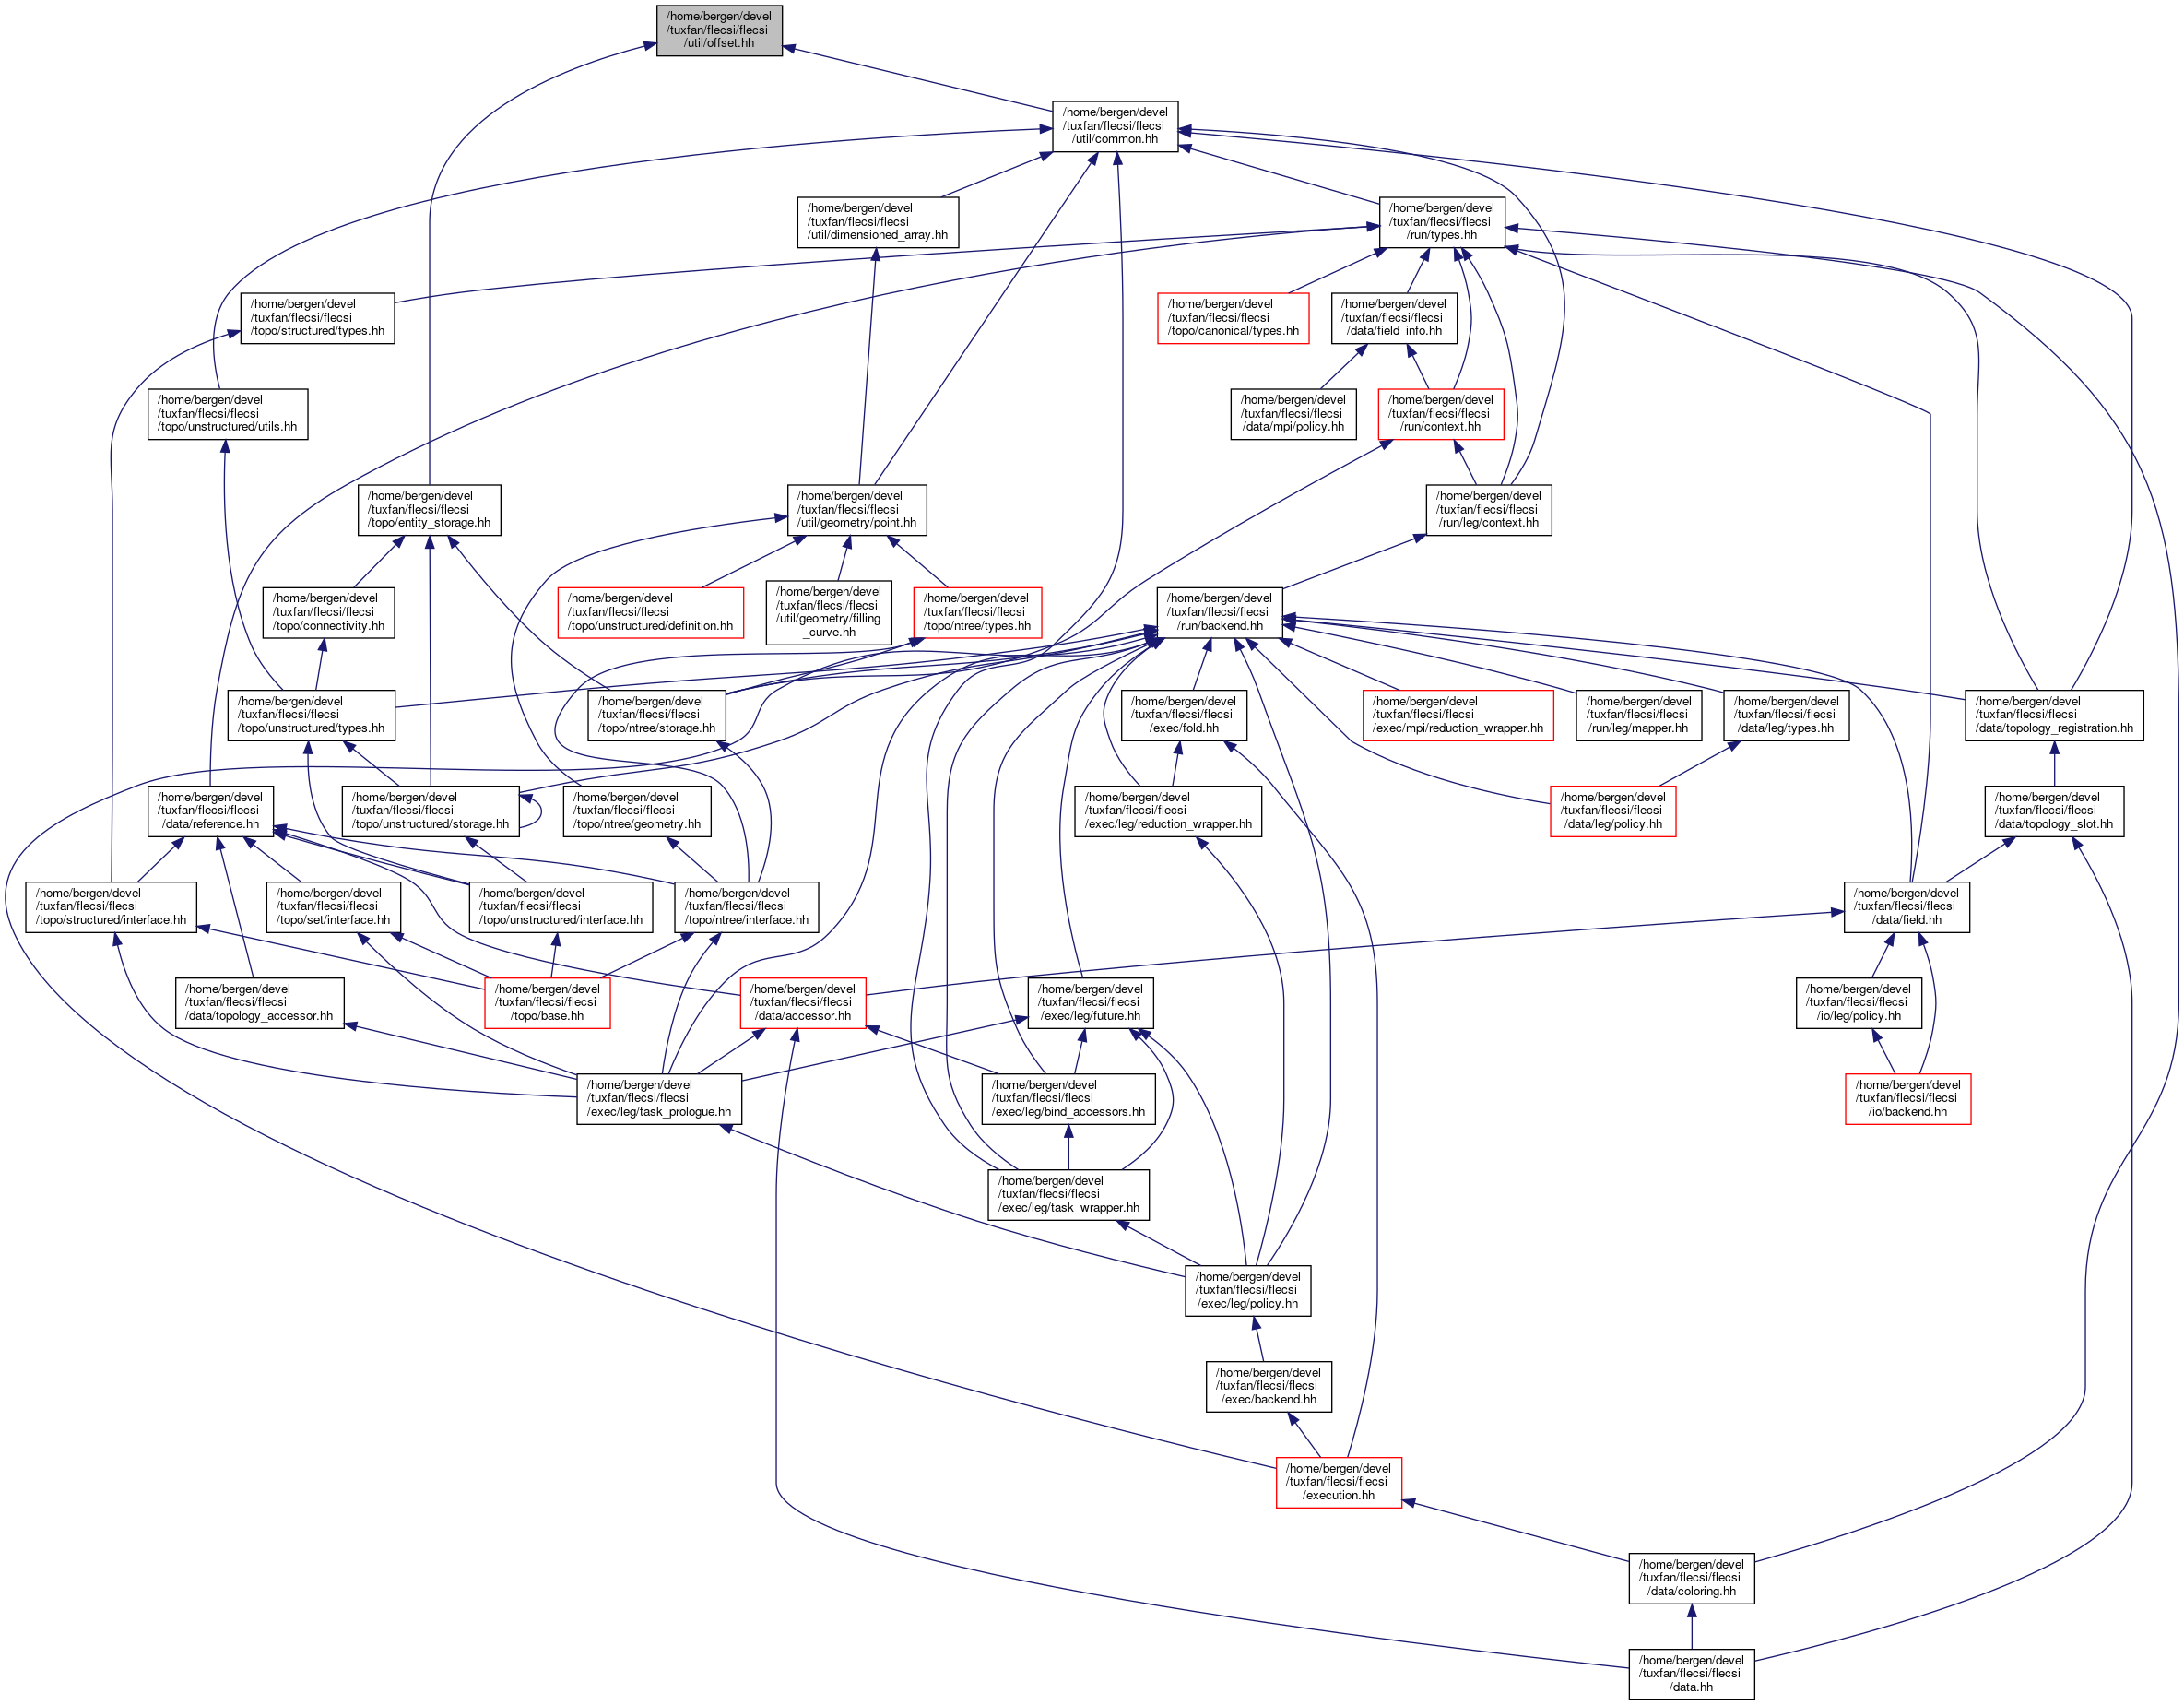 /home/bergen/devel
/tuxfan/flecsi/flecsi
/util/offset.hh
/home/bergen/devel
/tuxfan/flecsi/flecsi
/util/common.hh
/home/bergen/devel
/tuxfan/flecsi/flecsi
/util/dimensioned_array.hh
/home/bergen/devel
/tuxfan/flecsi/flecsi
/run/types.hh
/home/bergen/devel
/tuxfan/flecsi/flecsi
/topo/structured/types.hh
/home/bergen/devel
/tuxfan/flecsi/flecsi
/topo/canonical/types.hh
/home/bergen/devel
/tuxfan/flecsi/flecsi
/data/field_info.hh
/home/bergen/devel
/tuxfan/flecsi/flecsi
/topo/unstructured/utils.hh
/home/bergen/devel
/tuxfan/flecsi/flecsi
/data/mpi/policy.hh
/home/bergen/devel
/tuxfan/flecsi/flecsi
/run/context.hh
/home/bergen/devel
/tuxfan/flecsi/flecsi
/topo/entity_storage.hh
/home/bergen/devel
/tuxfan/flecsi/flecsi
/util/geometry/point.hh
/home/bergen/devel
/tuxfan/flecsi/flecsi
/run/leg/context.hh
/home/bergen/devel
/tuxfan/flecsi/flecsi
/topo/connectivity.hh
/home/bergen/devel
/tuxfan/flecsi/flecsi
/topo/unstructured/definition.hh
/home/bergen/devel
/tuxfan/flecsi/flecsi
/util/geometry/filling
_curve.hh
/home/bergen/devel
/tuxfan/flecsi/flecsi
/topo/ntree/types.hh
/home/bergen/devel
/tuxfan/flecsi/flecsi
/run/backend.hh
/home/bergen/devel
/tuxfan/flecsi/flecsi
/topo/unstructured/types.hh
/home/bergen/devel
/tuxfan/flecsi/flecsi
/topo/ntree/storage.hh
/home/bergen/devel
/tuxfan/flecsi/flecsi
/exec/fold.hh
/home/bergen/devel
/tuxfan/flecsi/flecsi
/exec/mpi/reduction_wrapper.hh
/home/bergen/devel
/tuxfan/flecsi/flecsi
/run/leg/mapper.hh
/home/bergen/devel
/tuxfan/flecsi/flecsi
/data/leg/types.hh
/home/bergen/devel
/tuxfan/flecsi/flecsi
/data/topology_registration.hh
/home/bergen/devel
/tuxfan/flecsi/flecsi
/data/reference.hh
/home/bergen/devel
/tuxfan/flecsi/flecsi
/topo/unstructured/storage.hh
/home/bergen/devel
/tuxfan/flecsi/flecsi
/topo/ntree/geometry.hh
/home/bergen/devel
/tuxfan/flecsi/flecsi
/exec/leg/reduction_wrapper.hh
/home/bergen/devel
/tuxfan/flecsi/flecsi
/data/leg/policy.hh
/home/bergen/devel
/tuxfan/flecsi/flecsi
/data/topology_slot.hh
/home/bergen/devel
/tuxfan/flecsi/flecsi
/topo/structured/interface.hh
/home/bergen/devel
/tuxfan/flecsi/flecsi
/topo/set/interface.hh
/home/bergen/devel
/tuxfan/flecsi/flecsi
/topo/unstructured/interface.hh
/home/bergen/devel
/tuxfan/flecsi/flecsi
/topo/ntree/interface.hh
/home/bergen/devel
/tuxfan/flecsi/flecsi
/data/field.hh
/home/bergen/devel
/tuxfan/flecsi/flecsi
/data/topology_accessor.hh
/home/bergen/devel
/tuxfan/flecsi/flecsi
/topo/base.hh
/home/bergen/devel
/tuxfan/flecsi/flecsi
/data/accessor.hh
/home/bergen/devel
/tuxfan/flecsi/flecsi
/exec/leg/future.hh
/home/bergen/devel
/tuxfan/flecsi/flecsi
/io/leg/policy.hh
/home/bergen/devel
/tuxfan/flecsi/flecsi
/exec/leg/task_prologue.hh
/home/bergen/devel
/tuxfan/flecsi/flecsi
/exec/leg/bind_accessors.hh
/home/bergen/devel
/tuxfan/flecsi/flecsi
/io/backend.hh
/home/bergen/devel
/tuxfan/flecsi/flecsi
/exec/leg/task_wrapper.hh
/home/bergen/devel
/tuxfan/flecsi/flecsi
/exec/leg/policy.hh
/home/bergen/devel
/tuxfan/flecsi/flecsi
/exec/backend.hh
/home/bergen/devel
/tuxfan/flecsi/flecsi
/execution.hh
/home/bergen/devel
/tuxfan/flecsi/flecsi
/data/coloring.hh
/home/bergen/devel
/tuxfan/flecsi/flecsi
/data.hh